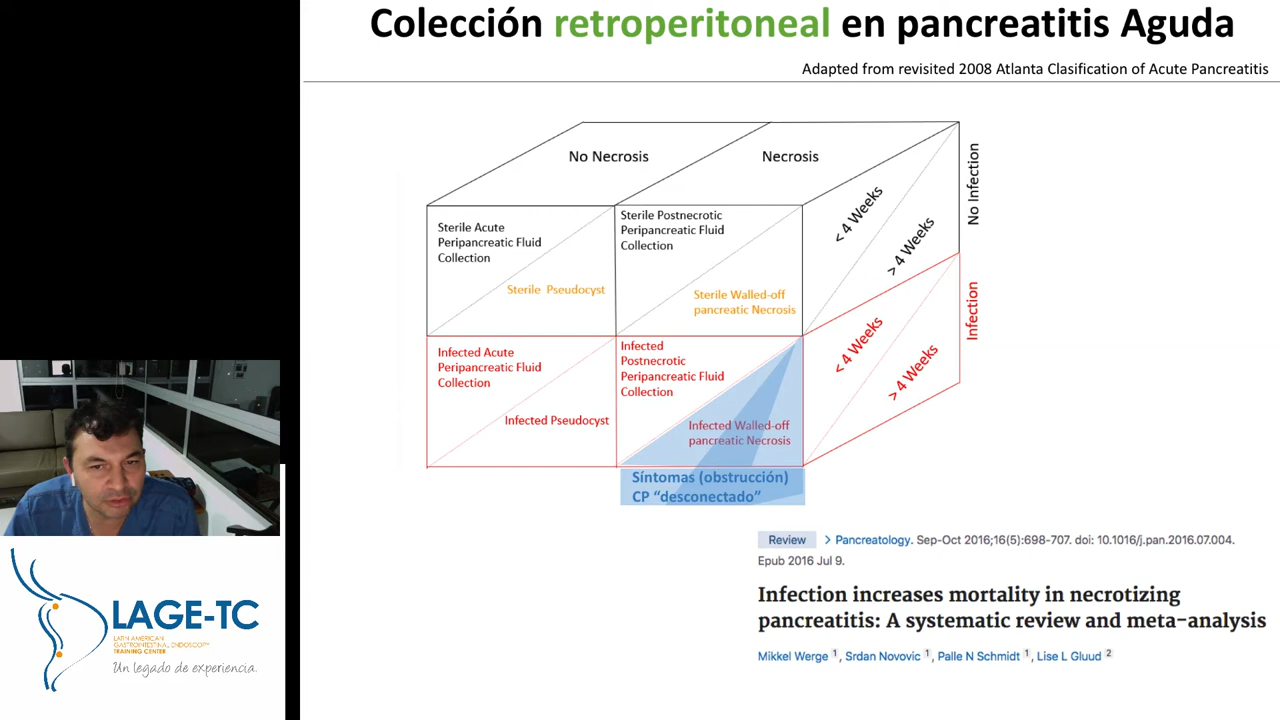 Colección retroperitoneal en pancreatitis Aguda
Adapted from revisited 2008 Atlanta Clasification of Acute Pancreatitis
No Necrosis
Necrosis
No Infection
< 4 Weeks
> 4 Weeks
Sterile Acute
Peripancreatic Fluid
Collection
Sterile Pseudocyst
Sterile Postnecrotic
Peripancreatic Fluid
Collection
Sterile Walled-off
pancreatic Necrosis
Infection
< 4 Weeks
> 4 Weeks
Infected Acute
Peripancreatic Fluid
Collection
Infected Pseudocyst
Infected
Postnecrotic
Peripancreatic Fluid
Collection
Infected Walled-off
pancreatic Necrosis
Síntomas (obstrucción)
CP “desconectado”
Review > Pancreatology. Sep-Oct 2016;16(5):698-707. doi: 10.1016/j.pan.2016.07.004.
Epub 2016 Jul 9.
Infection increases mortality in necrotizing
pancreatitis: A systematic review and meta-analysis
Mikkel Werge 1, Srdan Novovic 1, Palle N Schmidt 1, Lise L Gluud 2
LAGE-TC
LATIN AMERICAN
GASTROINTESTINAL ENDOSCOPY
TRAINING CENTER
Un legado de experiencia.